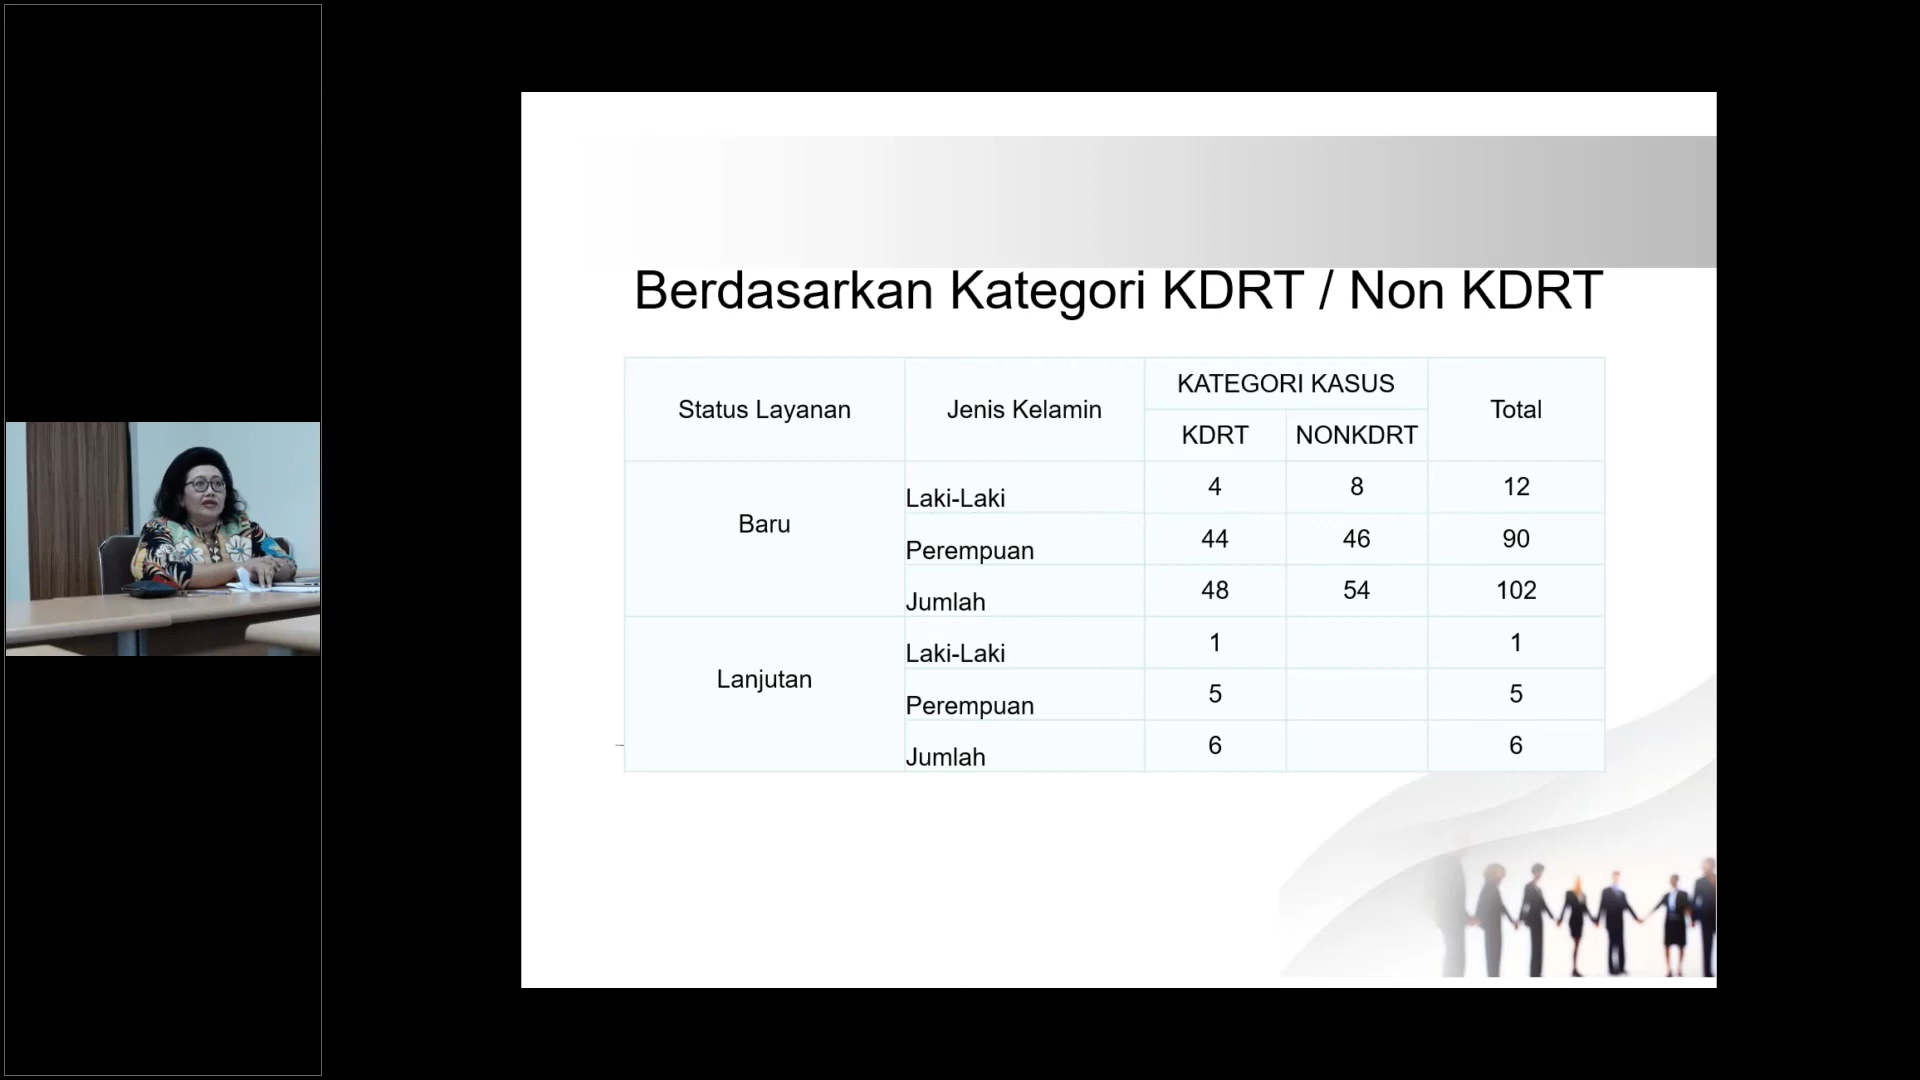 Berdasarkan Kategori KDRT / Non KDRT
Status Layanan Jenis Kelamin KATEGORI KASUS Total
KDRT NONKDRT
Baru Laki-Laki 4 8 12
Perempuan 44 46 90
Jumlah 48 54 102
Lanjutan Laki-Laki 1 1
Perempuan 5 5
Jumlah 6 6